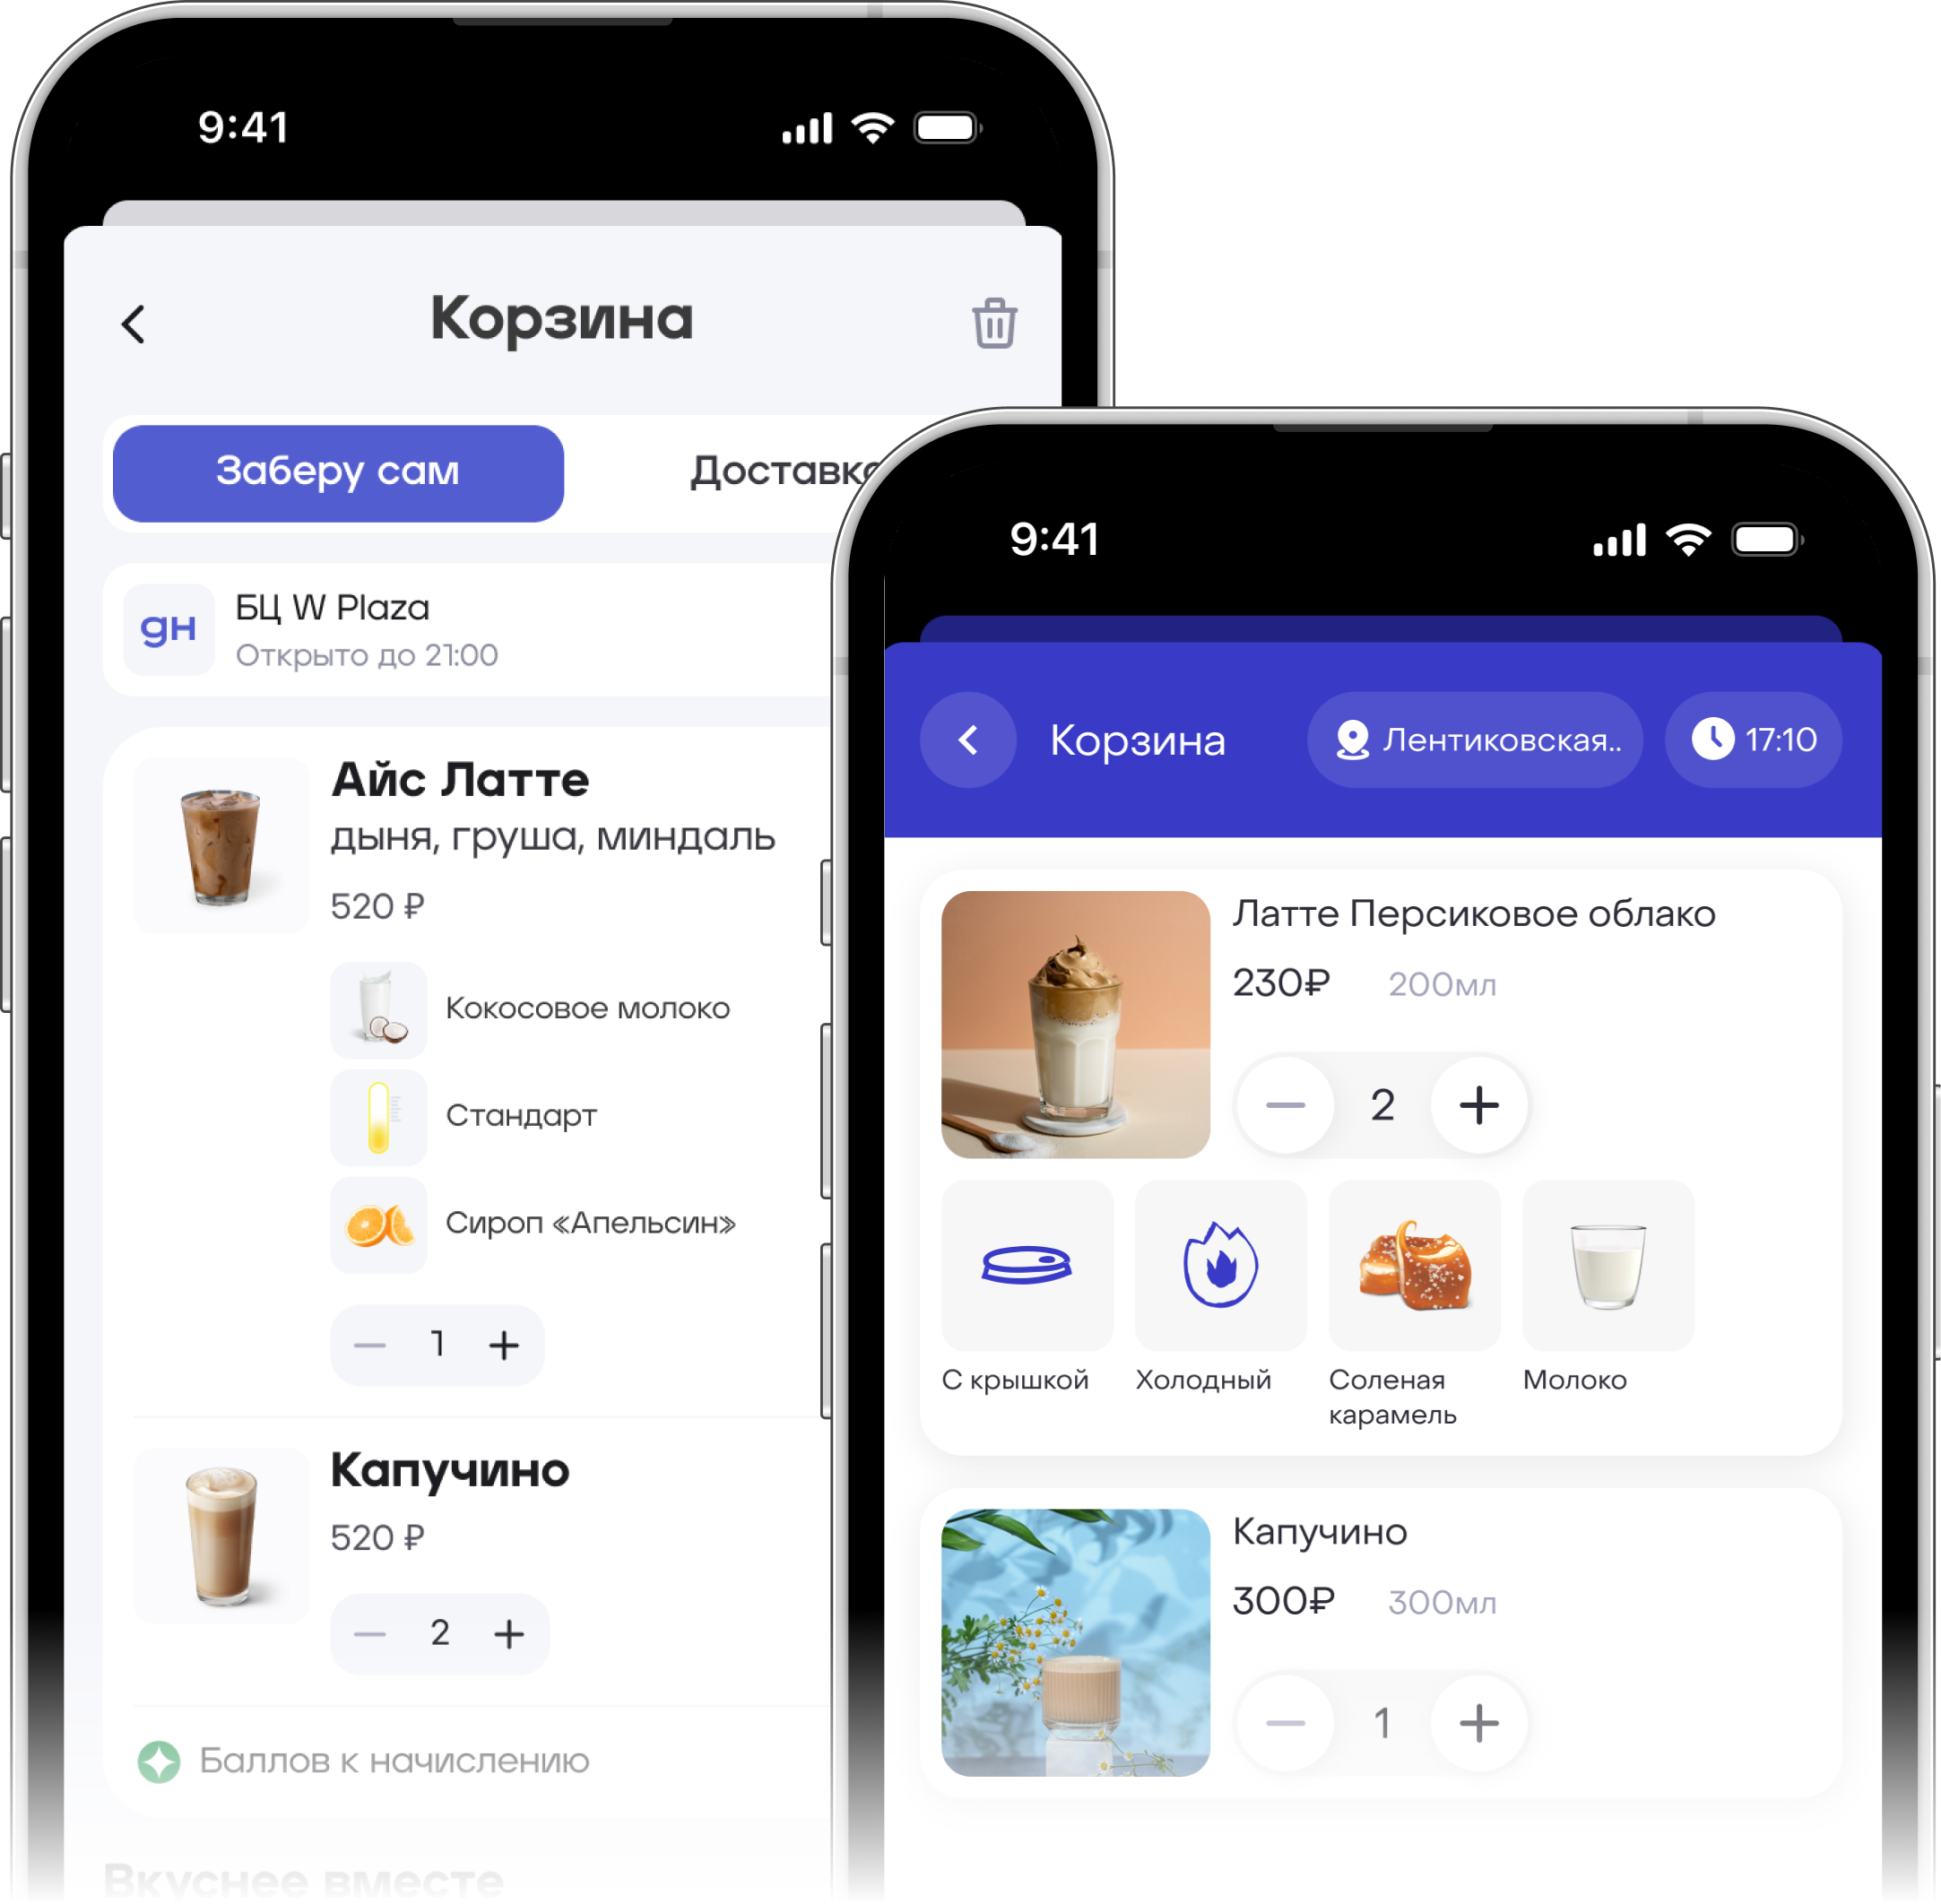 9:41
Корзина
Заберу сам
Доставка
gн
БЦ W Plaza
Открыто до 21:00
Айс Латте
дыня, груша, миндаль
520 ₽
Кокосовое молоко
Стандарт
Сироп «Апельсин»
1
Капучино
520 ₽
2
Баллов к начислению
Вкуснее вместе
9:41
Корзина
Лентиковская..
17:10
Латте Персиковое облако
230₽ 200мл
2
С крышкой
Холодный
Соленая
карамель
Молоко
Капучино
300₽ 300мл
1